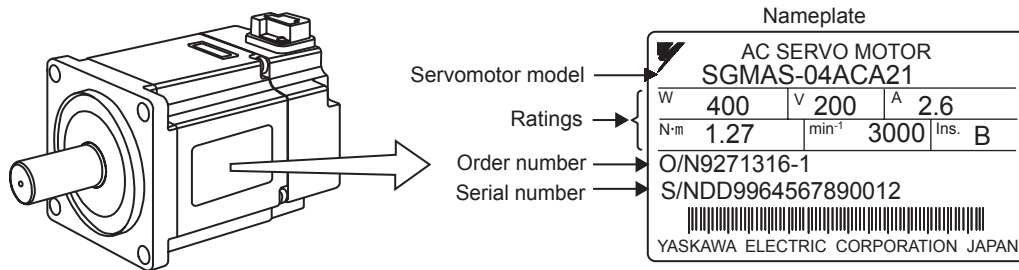 Nameplate
AC SERVO MOTOR
Servomotor model
SGMAS-04ACA21
Ratings
W 400 V 200 A 2.6
N·m 1.27 min-1 3000 Ins. B
Order number
O/N9271316-1
Serial number
S/NDD9964567890012
YASKAWA ELECTRIC CORPORATION JAPAN